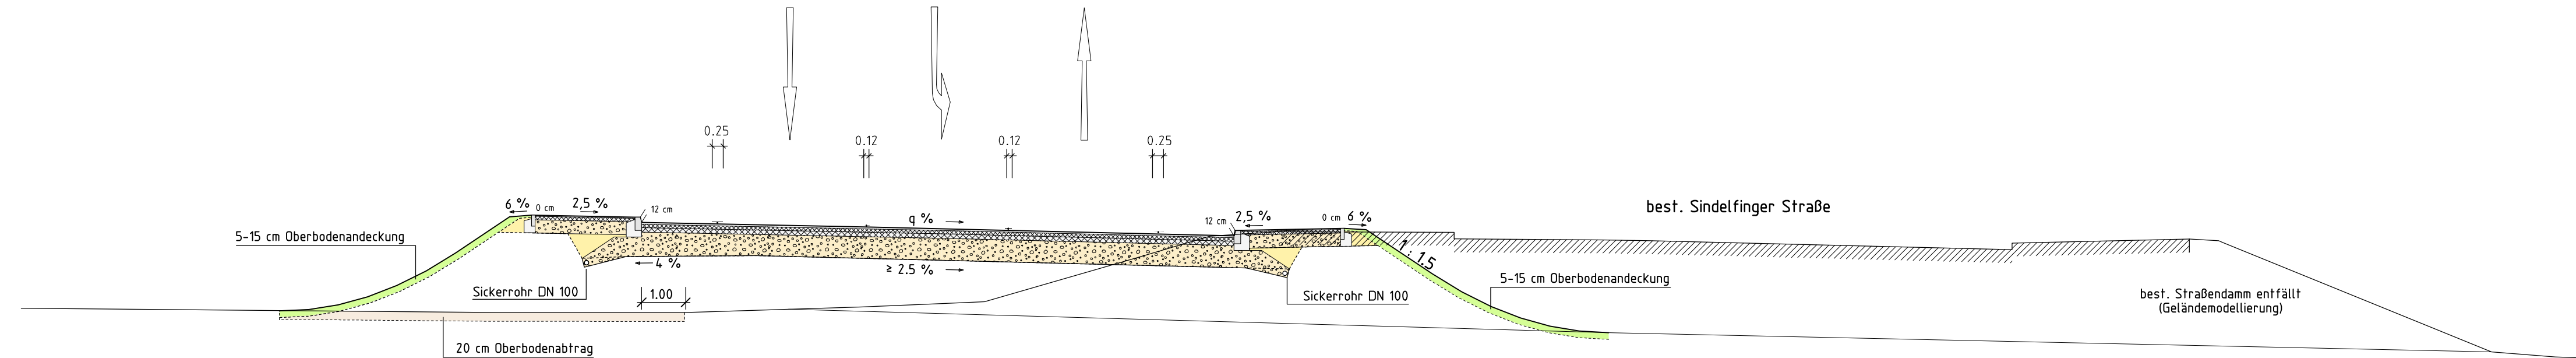 0.25
0.12
0.12
0.25
6 %
0 cm
2,5 %
12 cm
q %
12 cm
2,5 %
0 cm
6 %
best. Sindelfinger Straße
5-15 cm Oberbodenandeckung
4 %
≥ 2.5 %
1 : 1.5
5-15 cm Oberbodenandeckung
Sickerrohr DN 100
1.00
Sickerrohr DN 100
best. Straßendamm entfällt
(Geländemodellierung)
20 cm Oberbodenabtrag